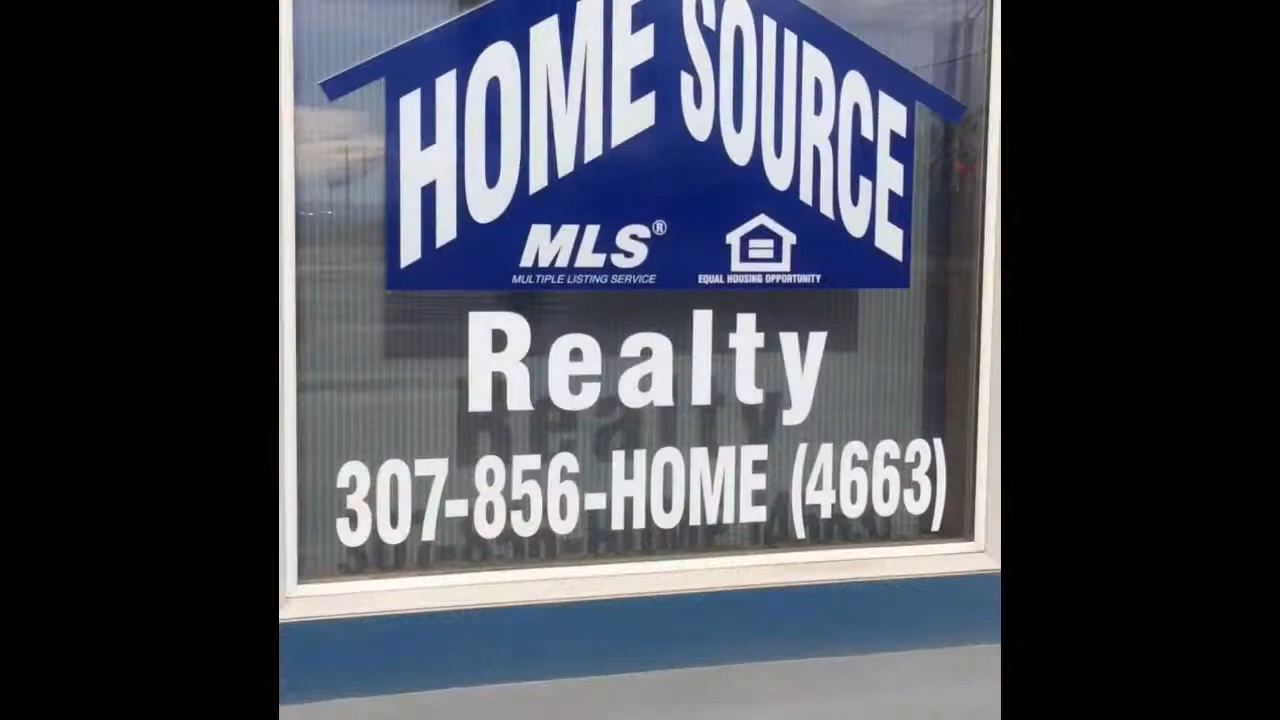 HOME SOURCE
MLS®
MULTIPLE LISTING SERVICE
EQUAL HOUSING OPPORTUNITY
Realty
307-856-HOME (4663)